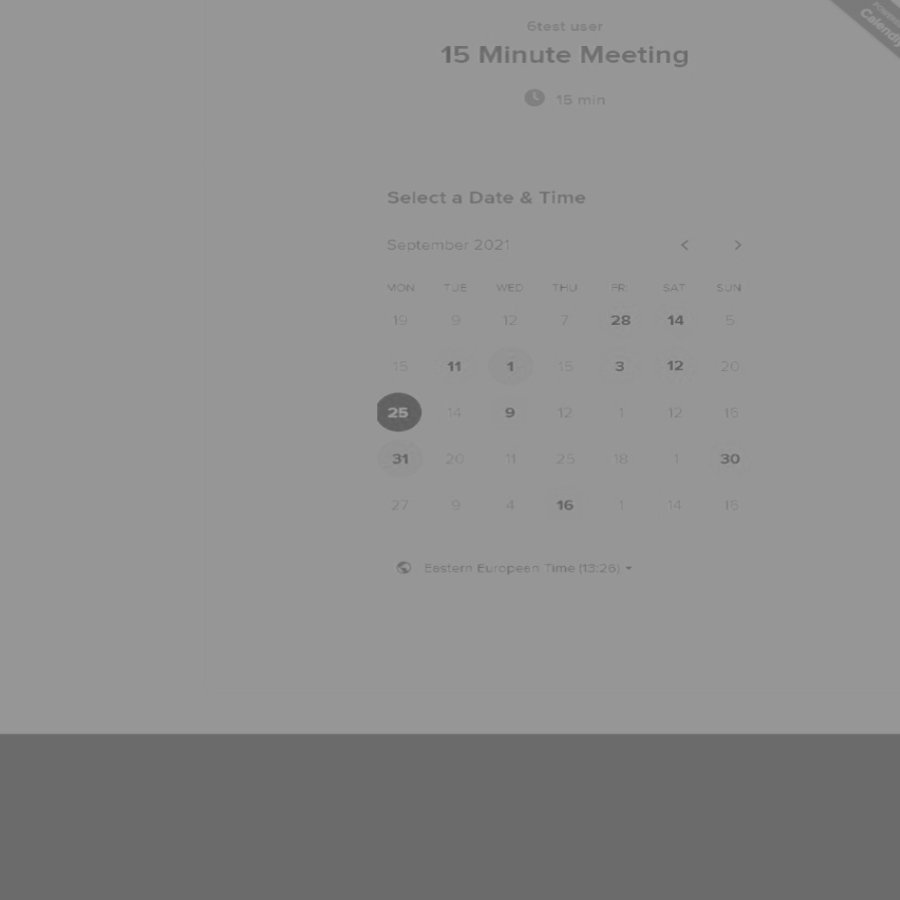 6test user
15 Minute Meeting
15 min
Calendly
Select a Date & Time
September 2021
MON TUE WED THU FRI SAT SUN
19 9 12 7 28 14 5
15 11 1 15 3 12 20
25 14 9 12 1 12 15
31 20 11 25 18 1 30
27 9 4 16 1 14 15
Eastern European Time (13:26)